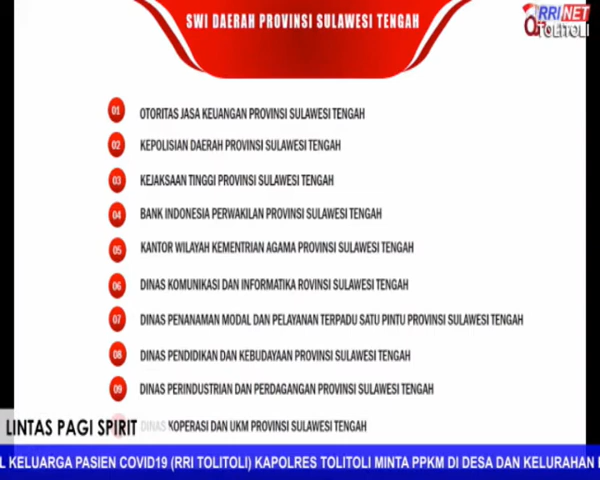 SWI DAERAH PROVINSI SULAWESI TENGAH
RRI NET
TOLITOLI
01 OTORITAS JASA KEUANGAN PROVINSI SULAWESI TENGAH
02 KEPOLISIAN DAERAH PROVINSI SULAWESI TENGAH
03 KEJAKSAAN TINGGI PROVINSI SULAWESI TENGAH
04 BANK INDONESIA PERWAKILAN PROVINSI SULAWESI TENGAH
05 KANTOR WILAYAH KEMENTRIAN AGAMA PROVINSI SULAWESI TENGAH
06 DINAS KOMUNIKASI DAN INFORMATIKA ROVINSI SULAWESI TENGAH
07 DINAS PENANAMAN MODAL DAN PELAYANAN TERPADU SATU PINTU PROVINSI SULAWESI TENGAH
08 DINAS PENDIDIKAN DAN KEBUDAYAAN PROVINSI SULAWESI TENGAH
09 DINAS PERINDUSTRIAN DAN PERDAGANGAN PROVINSI SULAWESI TENGAH
DINAS KOPERASI DAN UKM PROVINSI SULAWESI TENGAH
LINTAS PAGI SPIRIT
L KELUARGA PASIEN COVID19 (RRI TOLITOLI) KAPOLRES TOLITOLI MINTA PPKM DI DESA DAN KELURAHAN